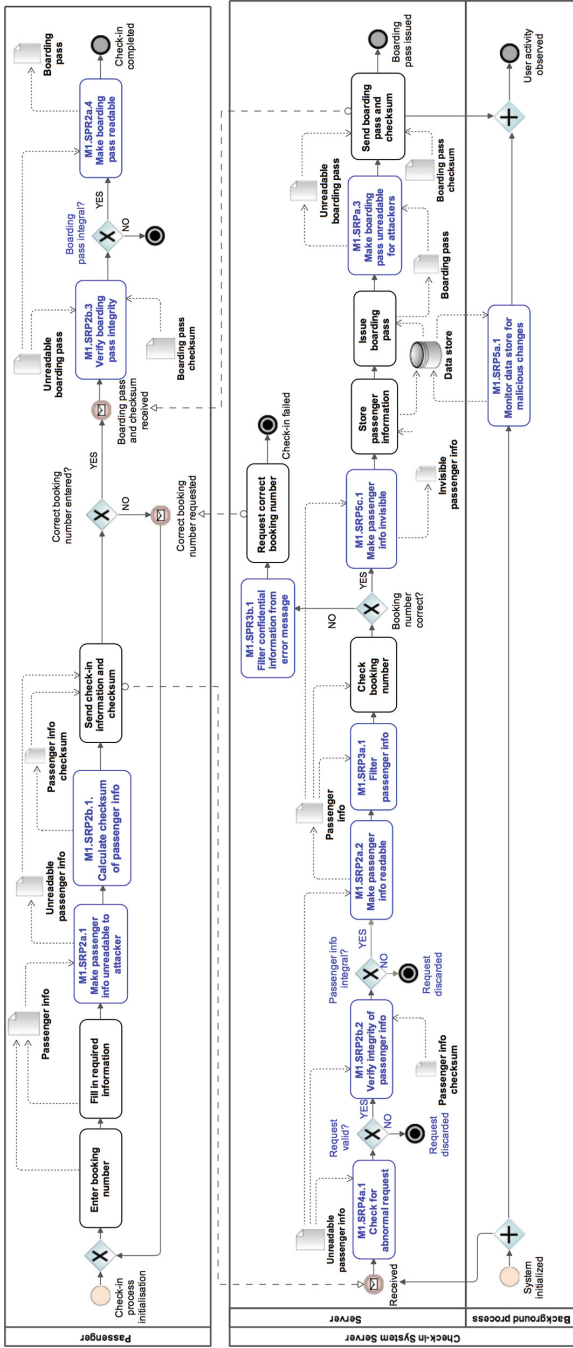 Passenger
Check-in
process
initialisation
Enter booking
number
Fill in required
information
Passenger info
M1.SRP2a.1
Make passenger
info unreadable to
attacker
Unreadable
passenger info
M1.SRP2b.1.
Calculate checksum
of passenger info
Passenger info
checksum
Send check-in
information and
checksum
Correct booking
number entered?
YES
NO
Correct booking
number requested
Boarding pass
and checksum
received
Unreadable
boarding pass
M1.SRP2b.3
Verify boarding
pass integrity
Boarding pass
checksum
Boarding
pass integral?
YES
NO
M1.SPR2a.4
Make boarding
pass readable
Boarding
pass
Check-in
completed
Check-in System Server
Server
Received
Unreadable
passenger info
M1.SRP4a.1
Check for
abnormal request
Request
valid?
YES
NO
Request
discarded
M1.SRP2b.2
Verify integrity of
passenger info
Passenger info
checksum
Passenger info
integral?
YES
NO
Request
discarded
M1.SRP2a.2
Make passenger
info readable
Passenger
info
M1.SRP3a.1
Filter
passenger info
Check
booking
number
Booking
number
correct?
NO
YES
M1.SPR3b.1
Filter confidential
information from
error message
Request correct
booking number
Check-in failed
M1.SRP5c.1
Make passenger
info invisible
Invisible
passenger info
Store
passenger
information
Data store
Issue
boarding
pass
Boarding pass
M1.SRPa.3
Make boarding
pass unreadable
for attackers
Unreadable
boarding pass
Send boarding
pass and
checksum
Boarding pass
checksum
Boarding
pass issued
Background process
System
initialized
M1.SRP5a.1
Monitor data store for
malicious changes
User activity
observed